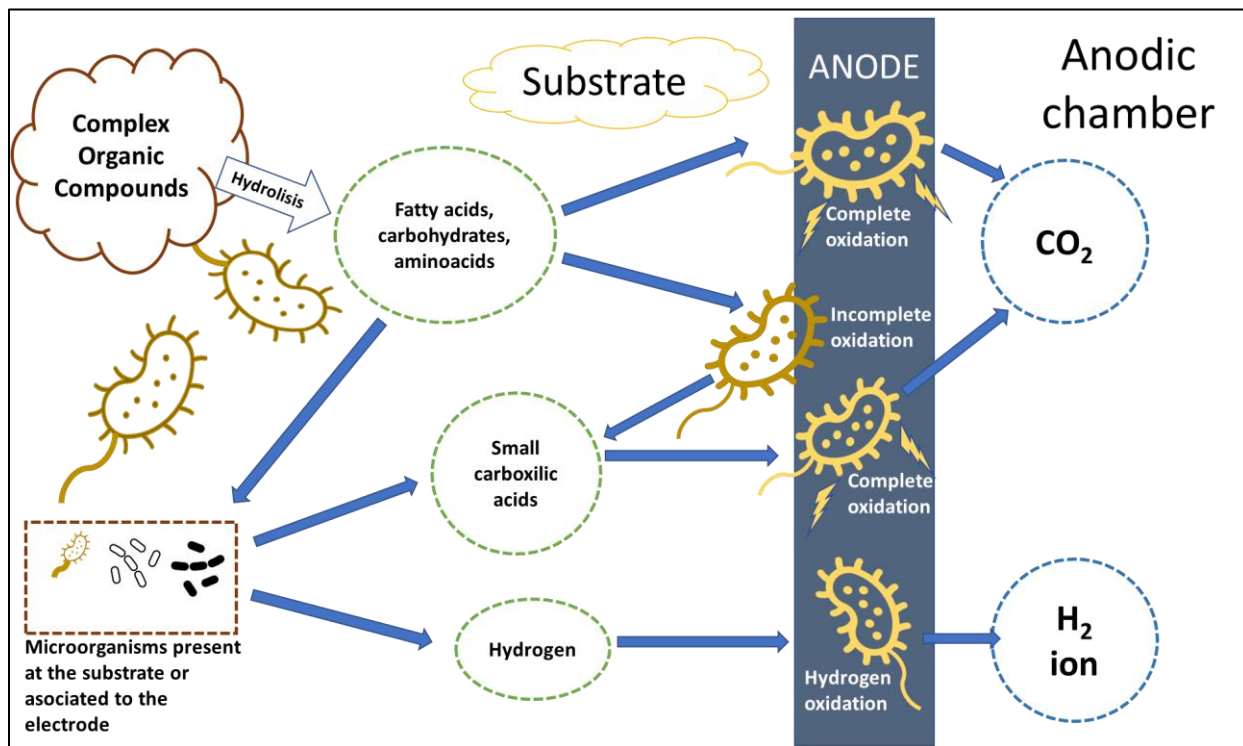 Complex
Organic
Compounds
Hydrolisis
Substrate
ANODE
Anodic
chamber
Fatty acids,
carbohydrates,
aminoacids
Complete
oxidation
CO₂
Incomplete
oxidation
Small
carboxilic
acids
Complete
oxidation
Microorganisms present
at the substrate or
asociated to the
electrode
Hydrogen
Hydrogen
oxidation
H₂
ion